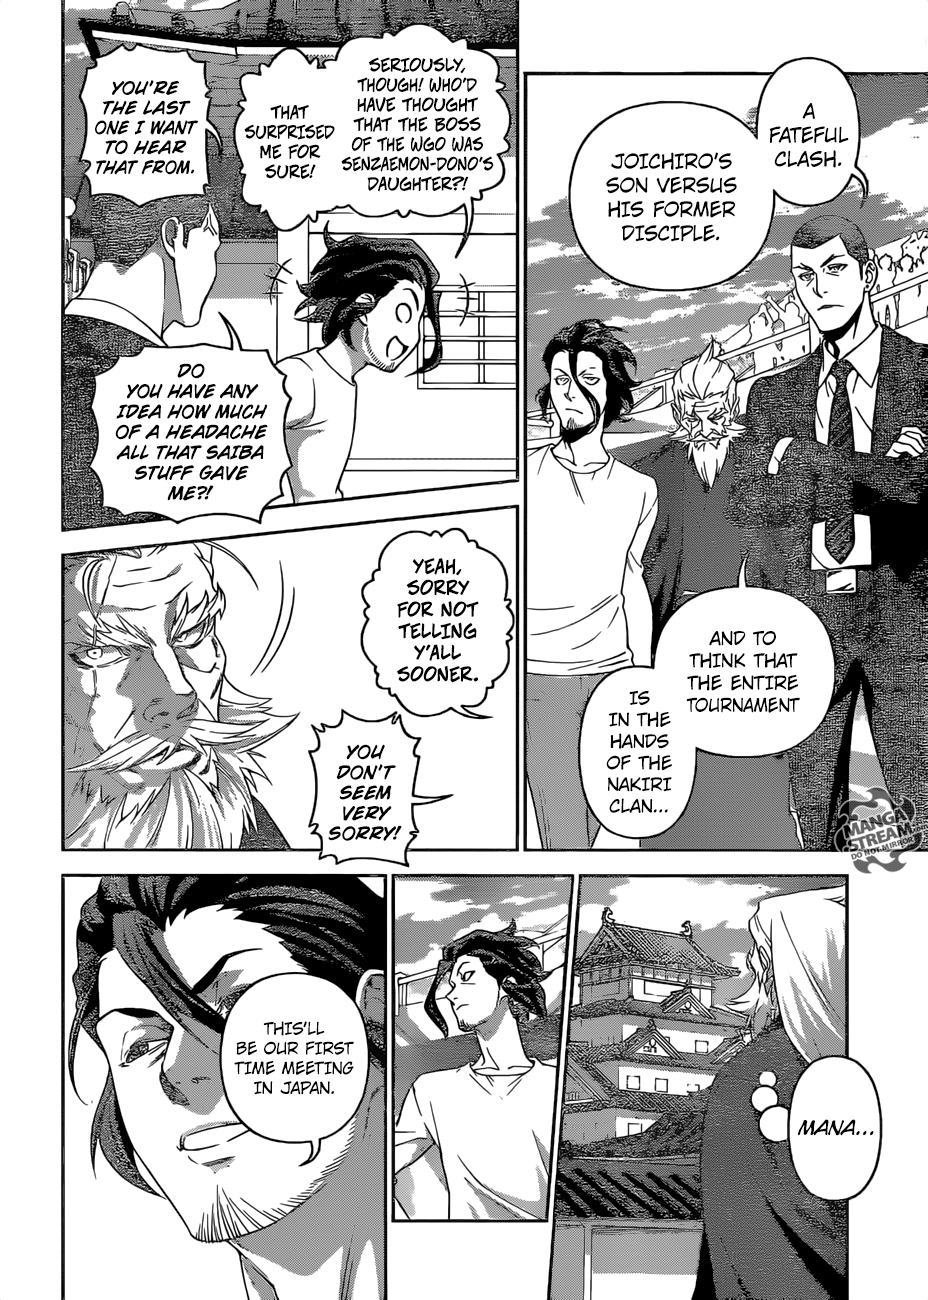 A
FATEFUL
CLASH.
JOICHIRO'S
SON VERSUS
HIS FORMER
DISCIPLE.
AND TO
THINK THAT
THE ENTIRE
TOURNAMENT
IS
IN THE
HANDS
OF THE
NAKIRI
CLAN...
SERIOUSLY,
THOUGH! WHO'D
HAVE THOUGHT
THAT THE BOSS
OF THE WGO WAS
SENZAEMON-DONO'S
DAUGHTER?!
THAT
SURPRISED
ME FOR
SURE!
YOU'RE
THE LAST
ONE I WANT
TO HEAR
THAT FROM.
DO
YOU HAVE ANY
IDEA HOW MUCH
OF A HEADACHE
ALL THAT SAIBA
STUFF GAVE
ME?!
YEAH,
SORRY
FOR NOT
TELLING
Y'ALL
SOONER.
YOU
DON'T
SEEM
VERY
SORRY!
MANGA
STREAM
DO NOT MIRROR
MANA...
THIS'LL
BE OUR FIRST
TIME MEETING
IN JAPAN.